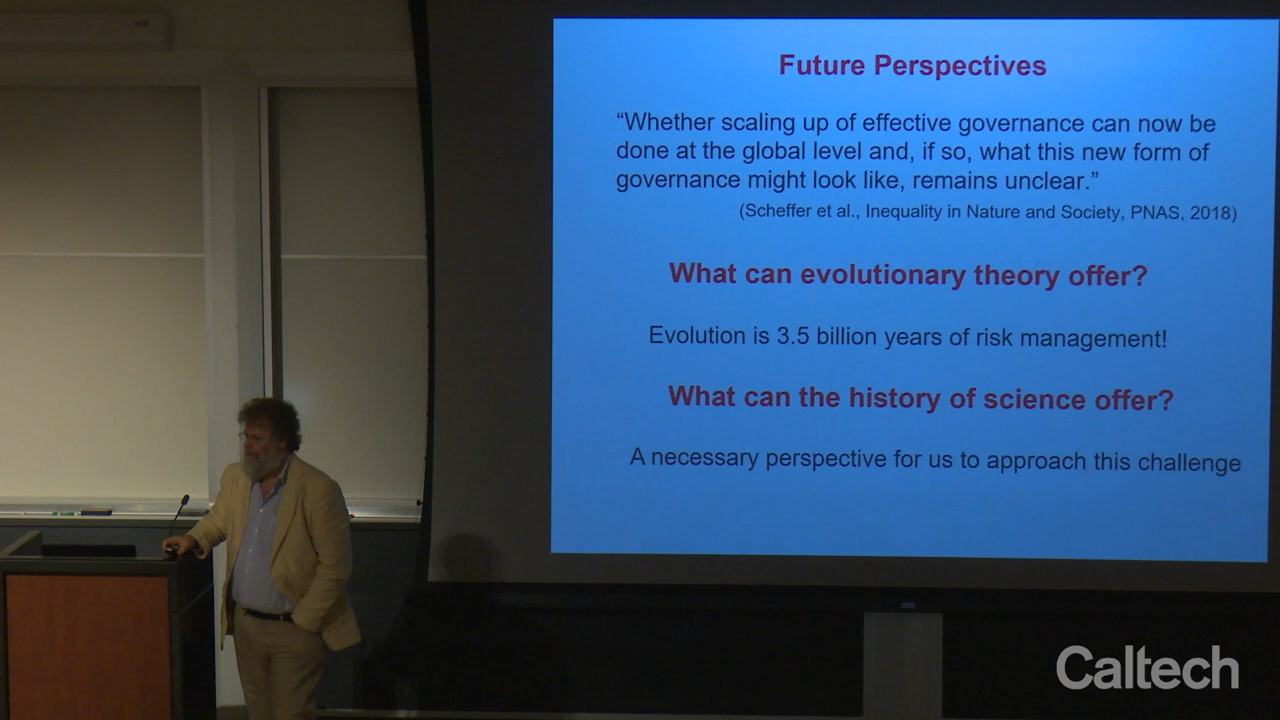 Future Perspectives
“Whether scaling up of effective governance can now be
done at the global level and, if so, what this new form of
governance might look like, remains unclear.”
(Scheffer et al., Inequality in Nature and Society, PNAS, 2018)
What can evolutionary theory offer?
Evolution is 3.5 billion years of risk management!
What can the history of science offer?
A necessary perspective for us to approach this challenge
Caltech